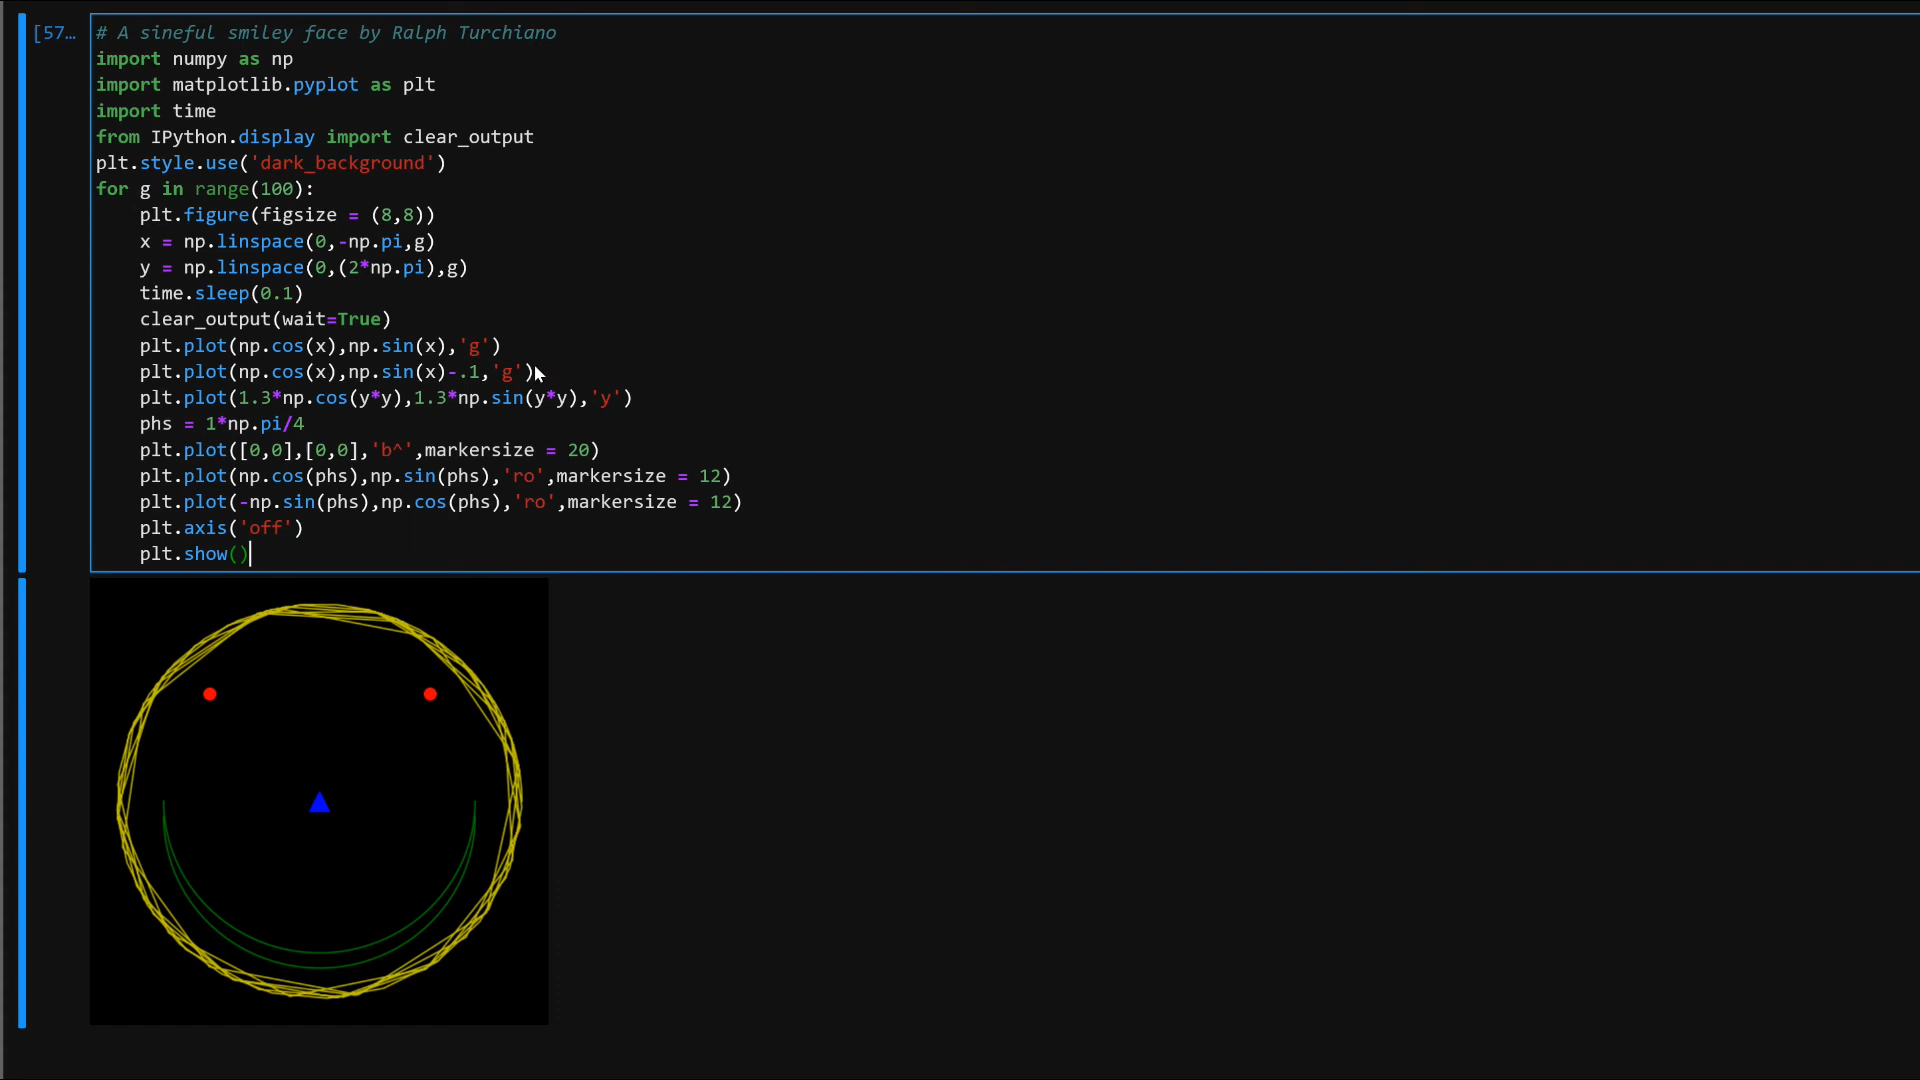 [57…
# A sineful smiley face by Ralph Turchiano
import numpy as np
import matplotlib.pyplot as plt
import time
from IPython.display import clear_output
plt.style.use('dark_background')
for g in range(100):
    plt.figure(figsize = (8,8))
    x = np.linspace(0,-np.pi,g)
    y = np.linspace(0,(2*np.pi),g)
    time.sleep(0.1)
    clear_output(wait=True)
    plt.plot(np.cos(x),np.sin(x),'g')
    plt.plot(np.cos(x),np.sin(x)-.1,'g')
    plt.plot(1.3*np.cos(y*y),1.3*np.sin(y*y),'y')
    phs = 1*np.pi/4
    plt.plot([0,0],[0,0],'b^',markersize = 20)
    plt.plot(np.cos(phs),np.sin(phs),'ro',markersize = 12)
    plt.plot(-np.sin(phs),np.cos(phs),'ro',markersize = 12)
    plt.axis('off')
    plt.show()